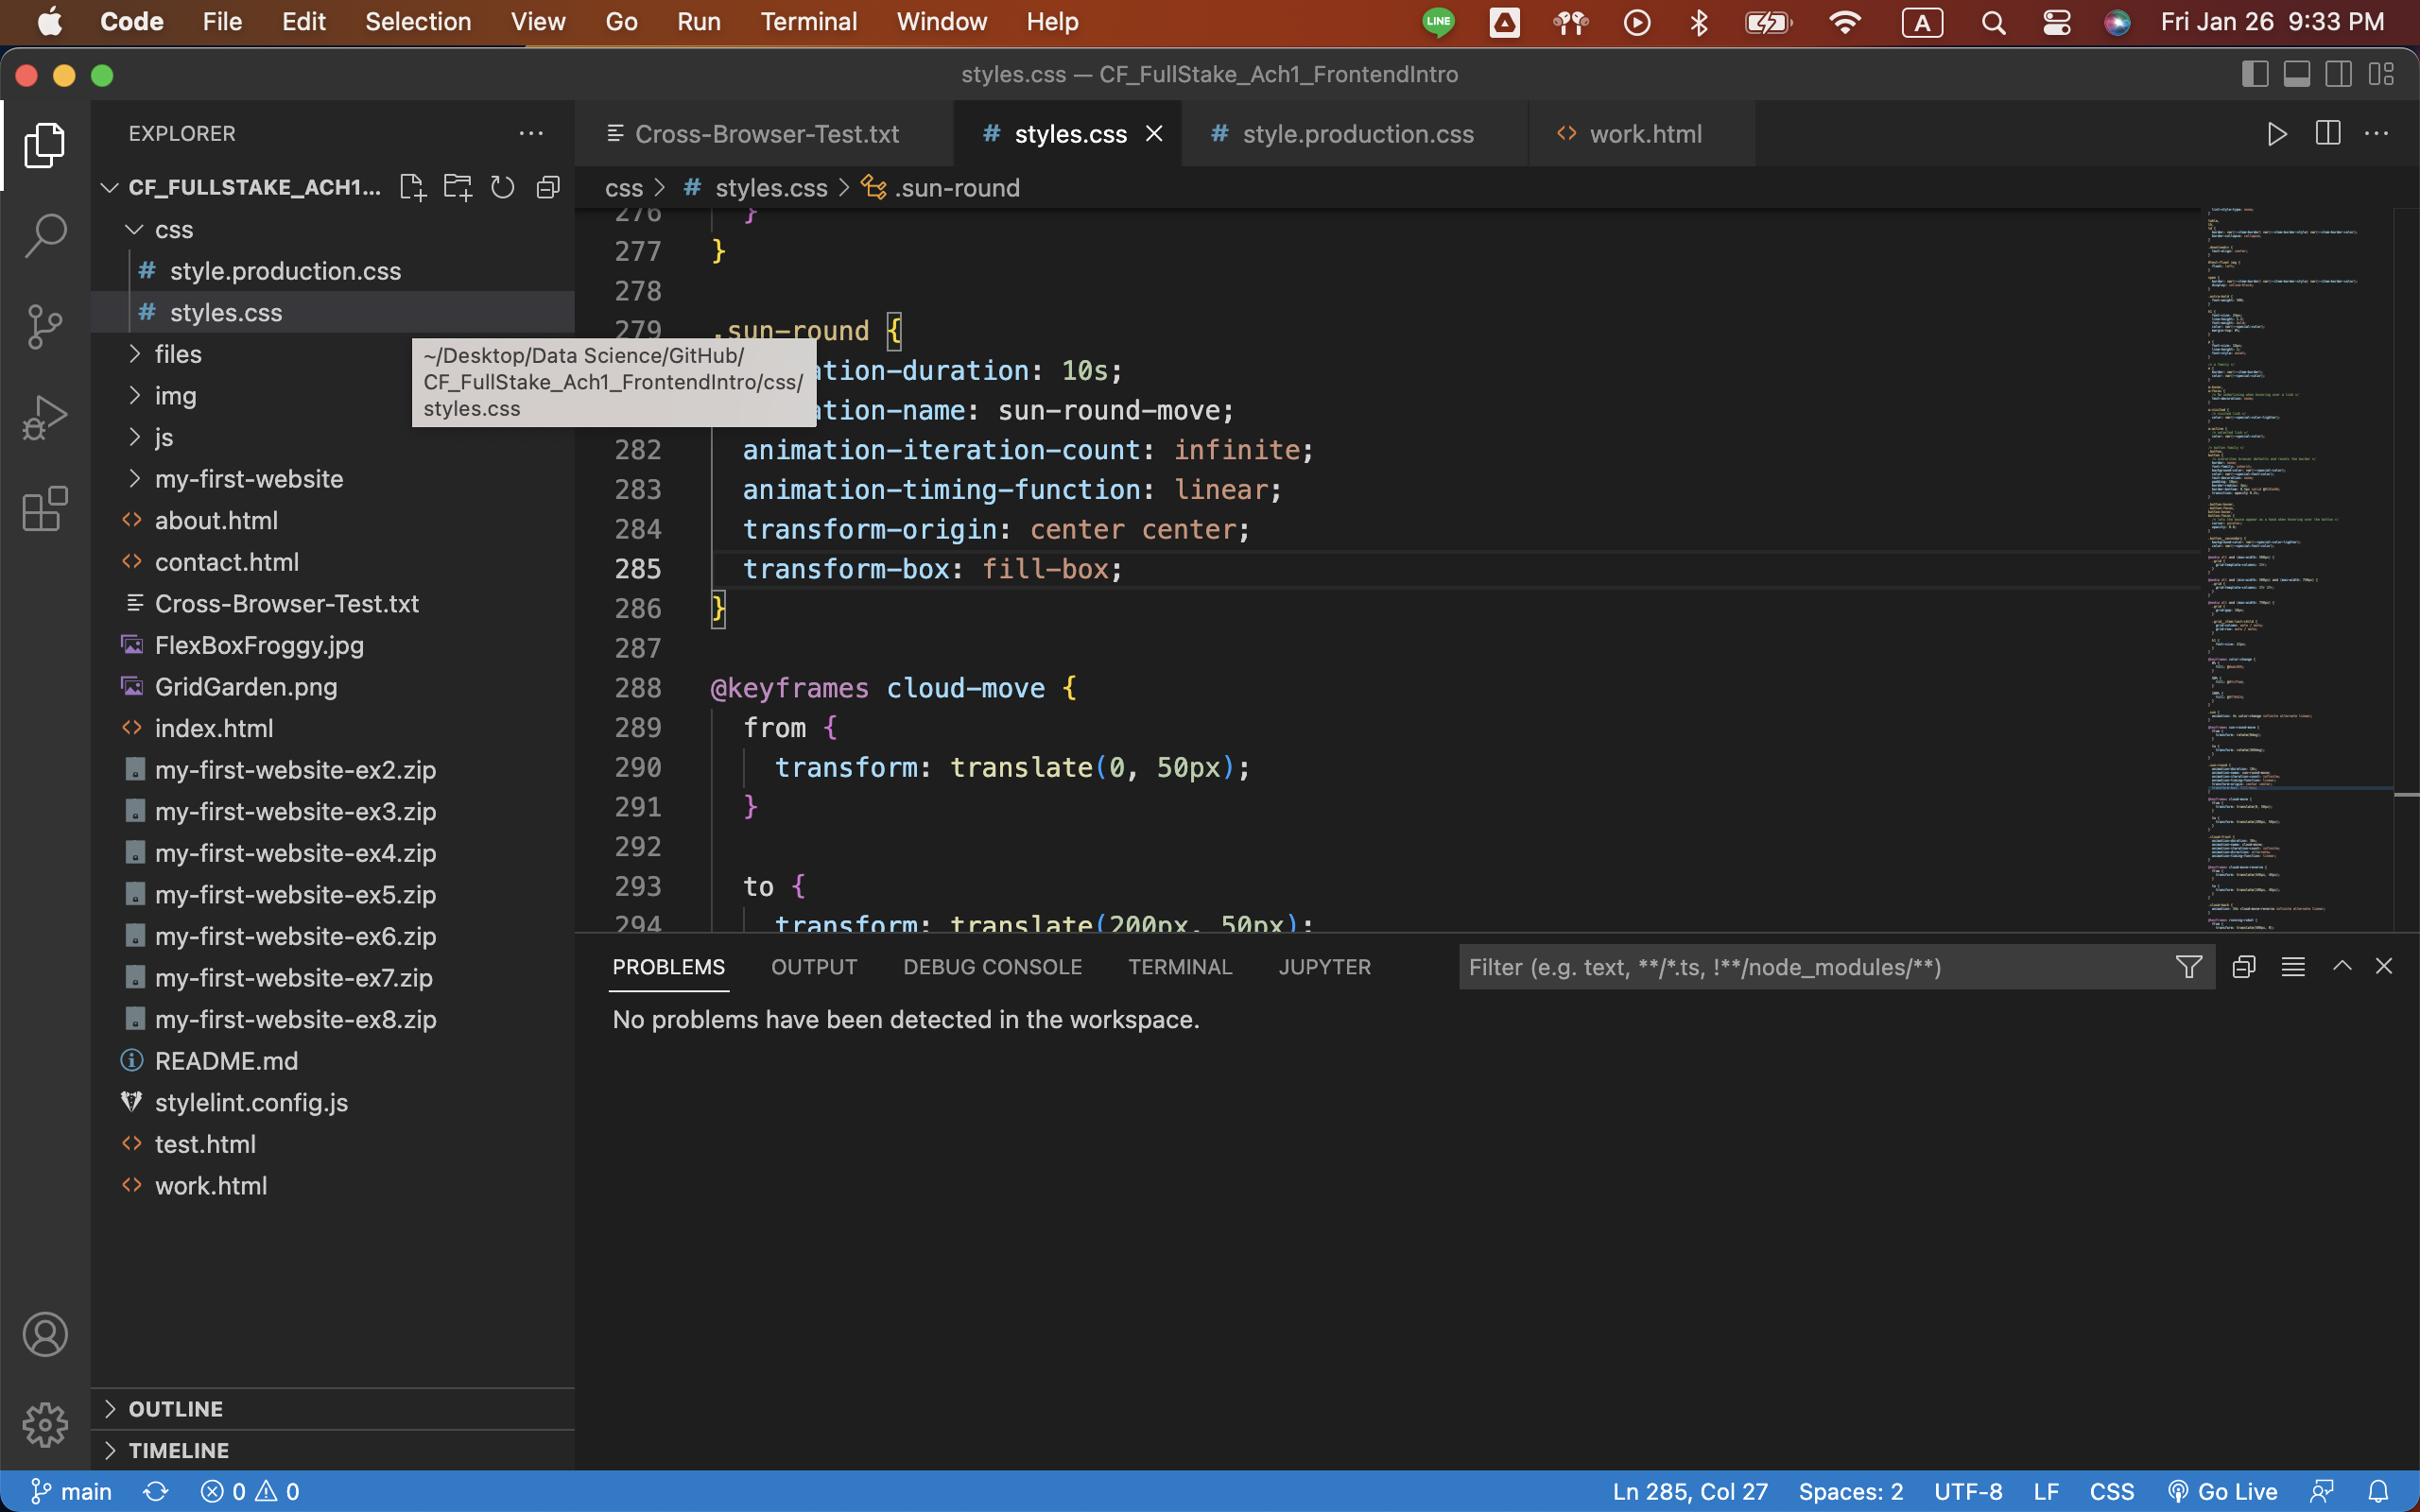 Code File Edit Selection View Go Run Terminal Window Help LINE A Fri Jan 26 9:33 PM
styles.css — CF_FullStake_Ach1_FrontendIntro
EXPLORER
Cross-Browser-Test.txt # styles.css # style.production.css <> work.html
CF_FULLSTAKE_ACH1...
css > # styles.css > .sun-round
css
# style.production.css
# styles.css
files
img
js
my-first-website
<> about.html
<> contact.html
Cross-Browser-Test.txt
FlexBoxFroggy.jpg
GridGarden.png
<> index.html
my-first-website-ex2.zip
my-first-website-ex3.zip
my-first-website-ex4.zip
my-first-website-ex5.zip
my-first-website-ex6.zip
my-first-website-ex7.zip
my-first-website-ex8.zip
README.md
stylelint.config.js
<> test.html
<> work.html
OUTLINE
TIMELINE
~/Desktop/Data Science/GitHub/
CF_FullStake_Ach1_FrontendIntro/css/
styles.css
276 }
277 }
278
279 .sun-round {
ation-duration: 10s;
ation-name: sun-round-move;
282 animation-iteration-count: infinite;
283 animation-timing-function: linear;
284 transform-origin: center center;
285 transform-box: fill-box;
286 }
287
288 @keyframes cloud-move {
289 from {
290 transform: translate(0, 50px);
291 }
292
293 to {
294 transform: translate(200px, 50px);
PROBLEMS OUTPUT DEBUG CONSOLE TERMINAL JUPYTER Filter (e.g. text, **/*.ts, !**/node_modules/**)
No problems have been detected in the workspace.
main 0 0 Ln 285, Col 27 Spaces: 2 UTF-8 LF CSS Go Live